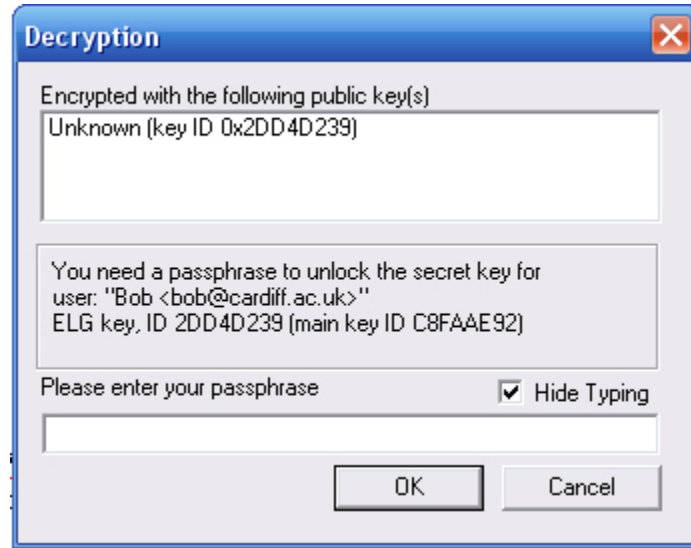 Decryption
Encrypted with the following public key(s)
Unknown (key ID 0x2DD4D239)
You need a passphrase to unlock the secret key for
user: "Bob <bob@cardiff.ac.uk>"
ELG key, ID 2DD4D239 (main key ID C8FAAE92)
Please enter your passphrase
Hide Typing
OK
Cancel